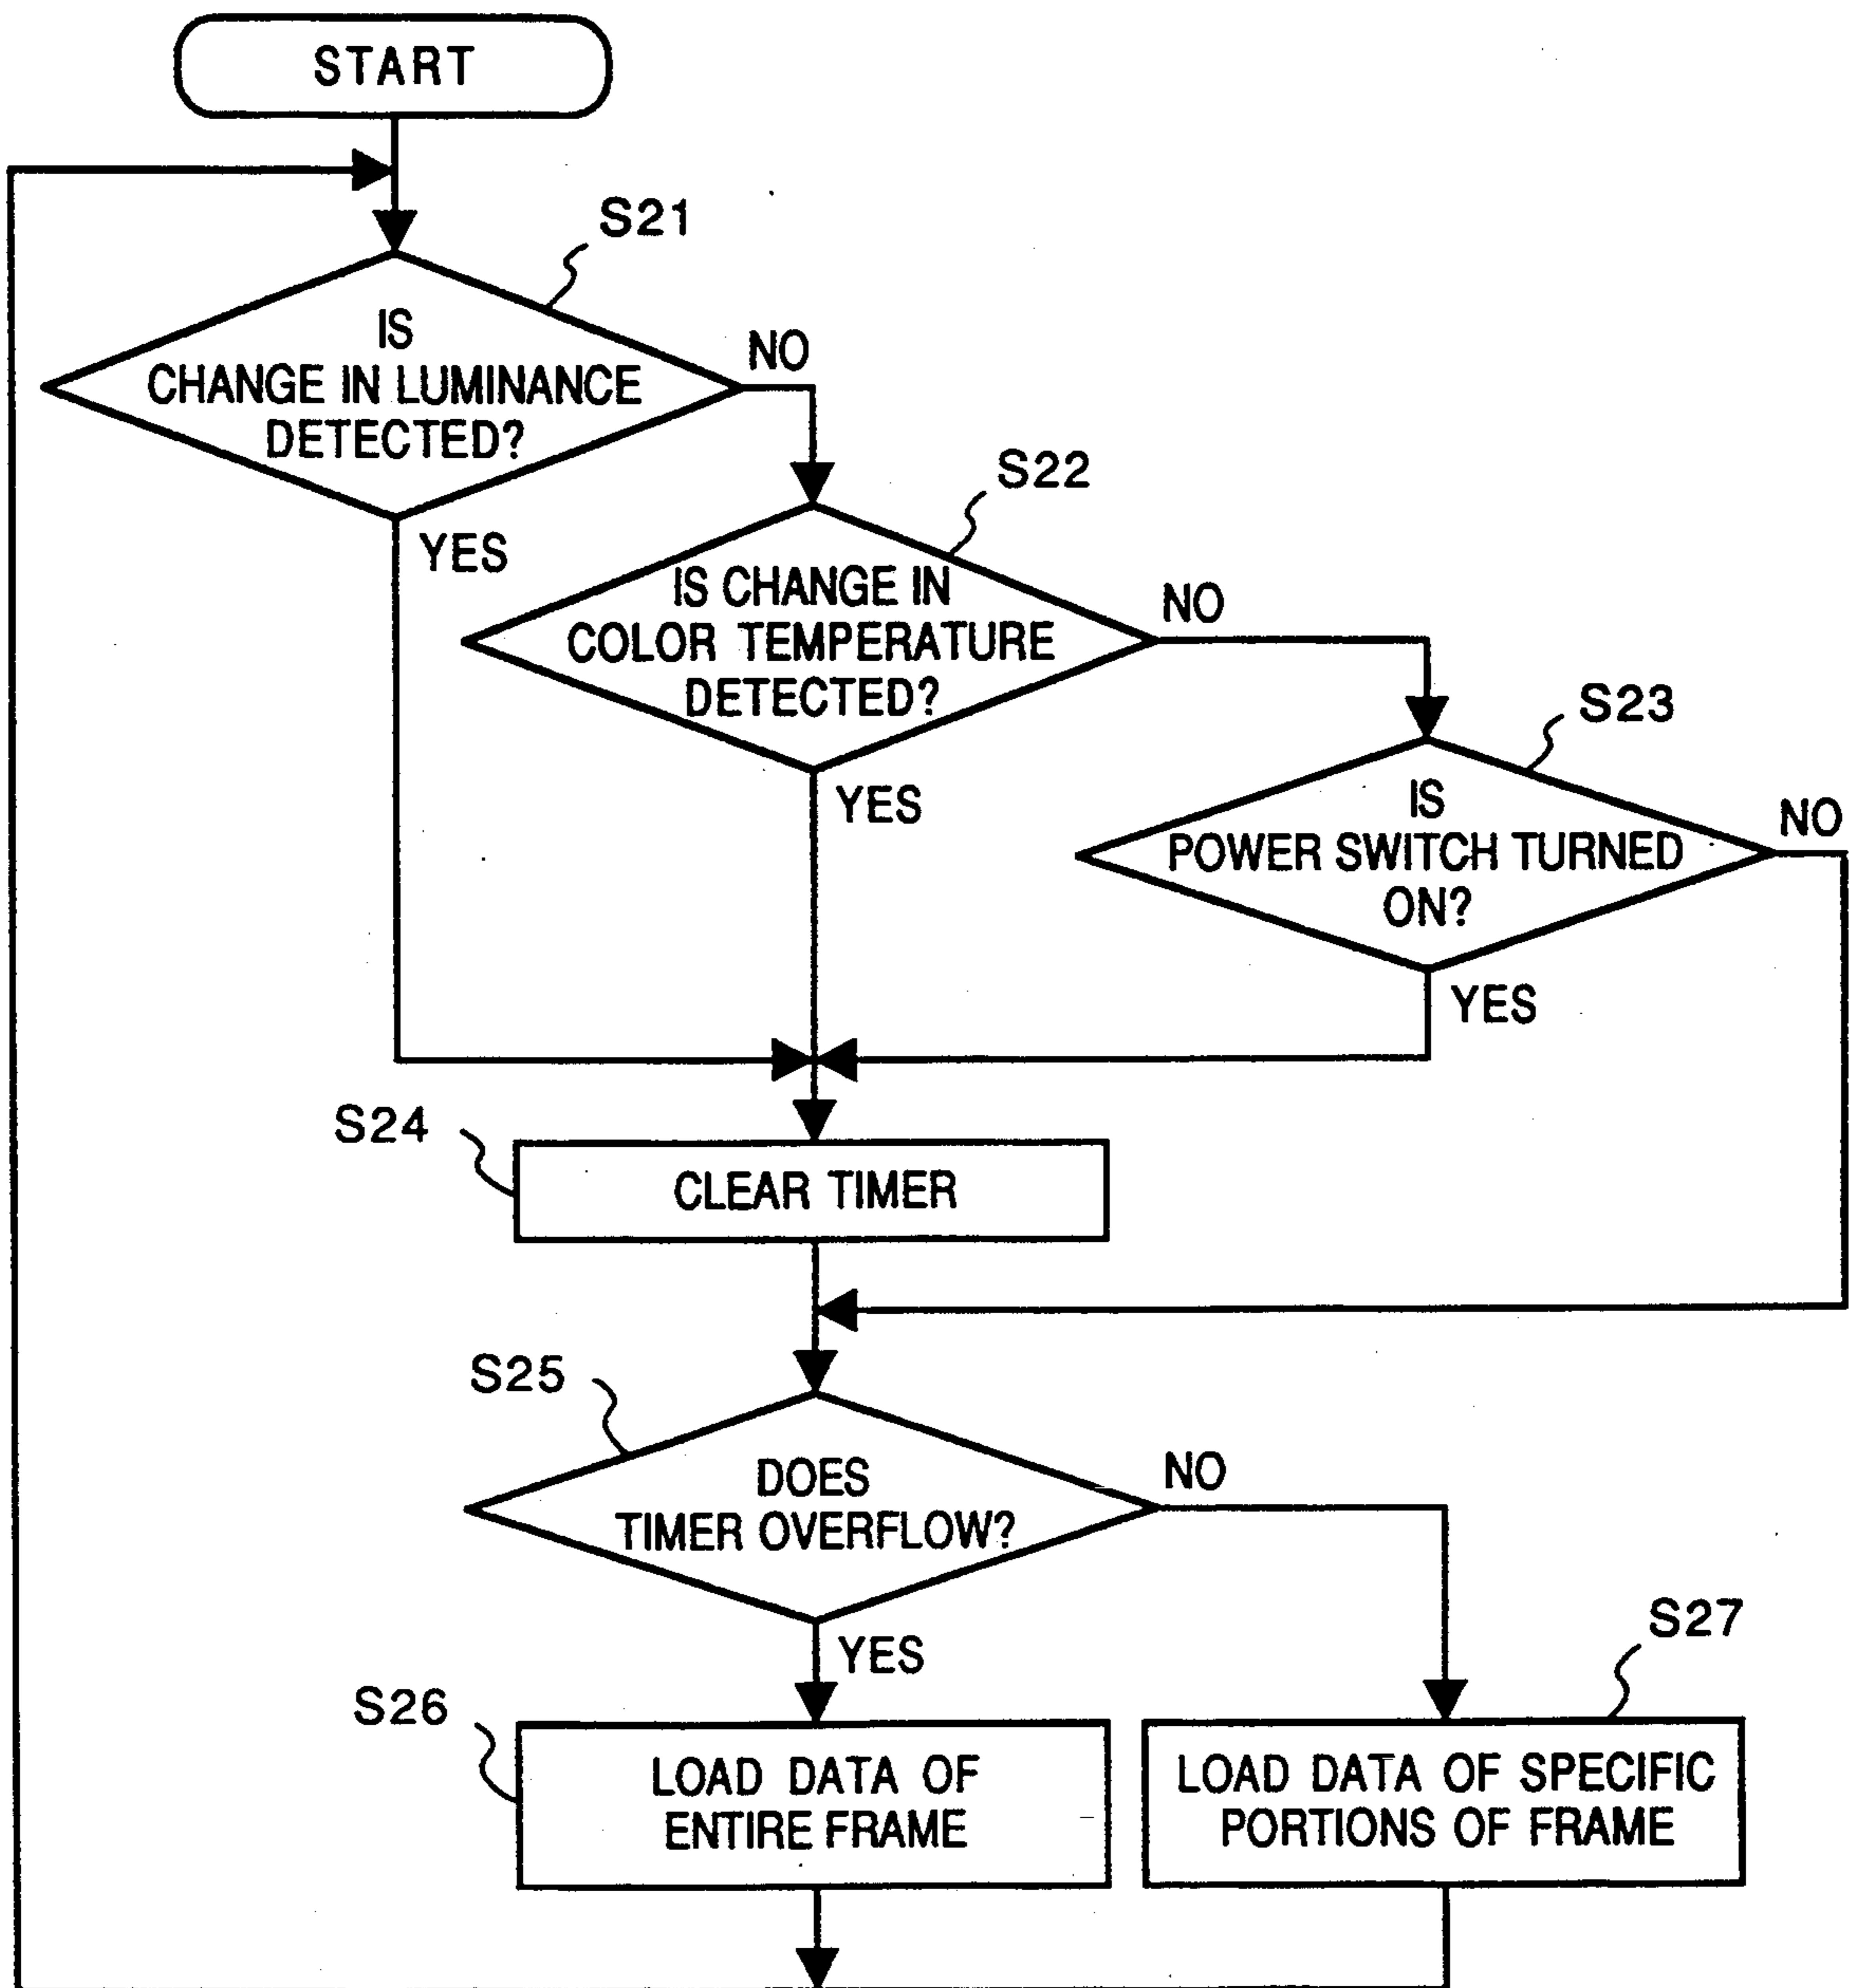 START
S21
IS
CHANGE IN LUMINANCE
DETECTED?
NO
YES
S22
IS CHANGE IN
COLOR TEMPERATURE
DETECTED?
NO
YES
S23
IS
POWER SWITCH TURNED
ON?
NO
YES
S24
CLEAR TIMER
S25
DOES
TIMER OVERFLOW?
NO
YES
S26
LOAD DATA OF
ENTIRE FRAME
S27
LOAD DATA OF SPECIFIC
PORTIONS OF FRAME